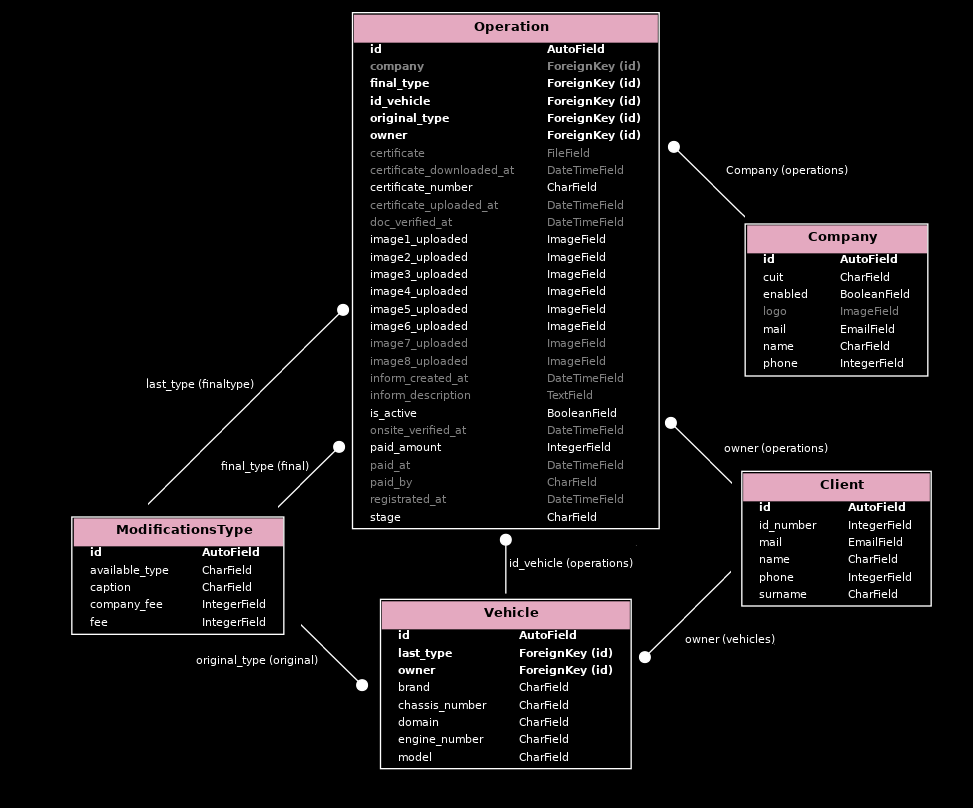 Operation
id AutoField
company ForeignKey (id)
final_type ForeignKey (id)
id_vehicle ForeignKey (id)
original_type ForeignKey (id)
owner ForeignKey (id)
certificate FileField
certificate_downloaded_at DateTimeField
certificate_number CharField
certificate_uploaded_at DateTimeField
doc_verified_at DateTimeField
image1_uploaded ImageField
image2_uploaded ImageField
image3_uploaded ImageField
image4_uploaded ImageField
image5_uploaded ImageField
image6_uploaded ImageField
image7_uploaded ImageField
image8_uploaded ImageField
inform_created_at DateTimeField
inform_description TextField
is_active BooleanField
onsite_verified_at DateTimeField
paid_amount IntegerField
paid_at DateTimeField
paid_by CharField
registrated_at DateTimeField
stage CharField
Company (operations)
Company
id AutoField
cuit CharField
enabled BooleanField
logo ImageField
mail EmailField
name CharField
phone IntegerField
last_type (finaltype)
final_type (final)
owner (operations)
Client
id AutoField
id_number IntegerField
mail EmailField
name CharField
phone IntegerField
surname CharField
ModificationsType
id AutoField
available_type CharField
caption CharField
company_fee IntegerField
fee IntegerField
id_vehicle (operations)
owner (vehicles)
original_type (original)
Vehicle
id AutoField
last_type ForeignKey (id)
owner ForeignKey (id)
brand CharField
chassis_number CharField
domain CharField
engine_number CharField
model CharField